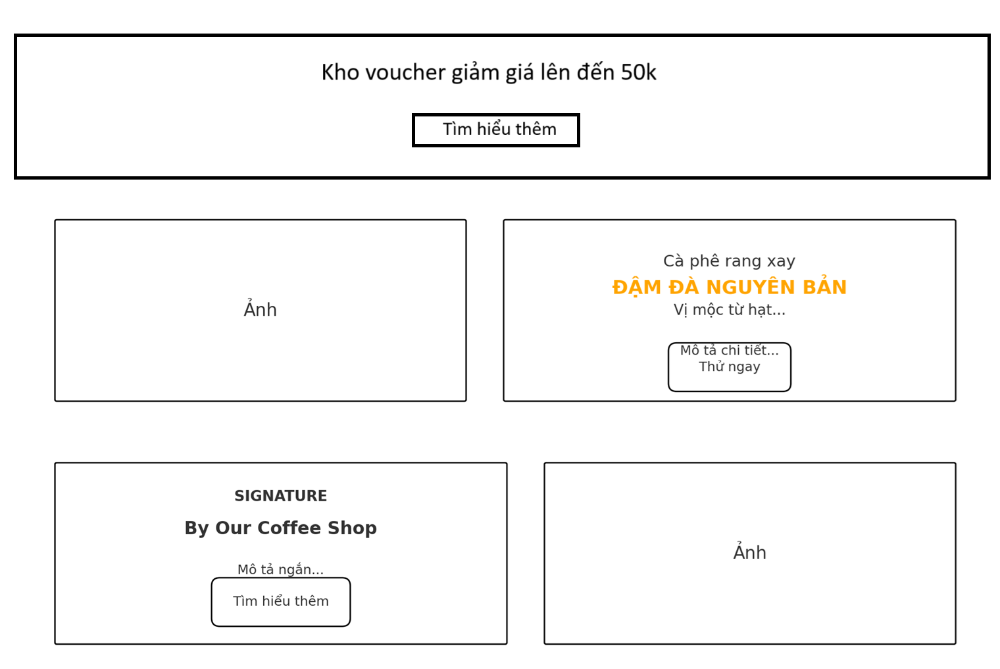 Kho voucher giảm giá lên đến 50k
Tìm hiểu thêm
Ảnh
Cà phê rang xay
ĐẬM ĐÀ NGUYÊN BẢN
Vị mộc từ hạt...
Mô tả chi tiết...
Thử ngay
SIGNATURE
By Our Coffee Shop
Mô tả ngắn...
Tìm hiểu thêm
Ảnh